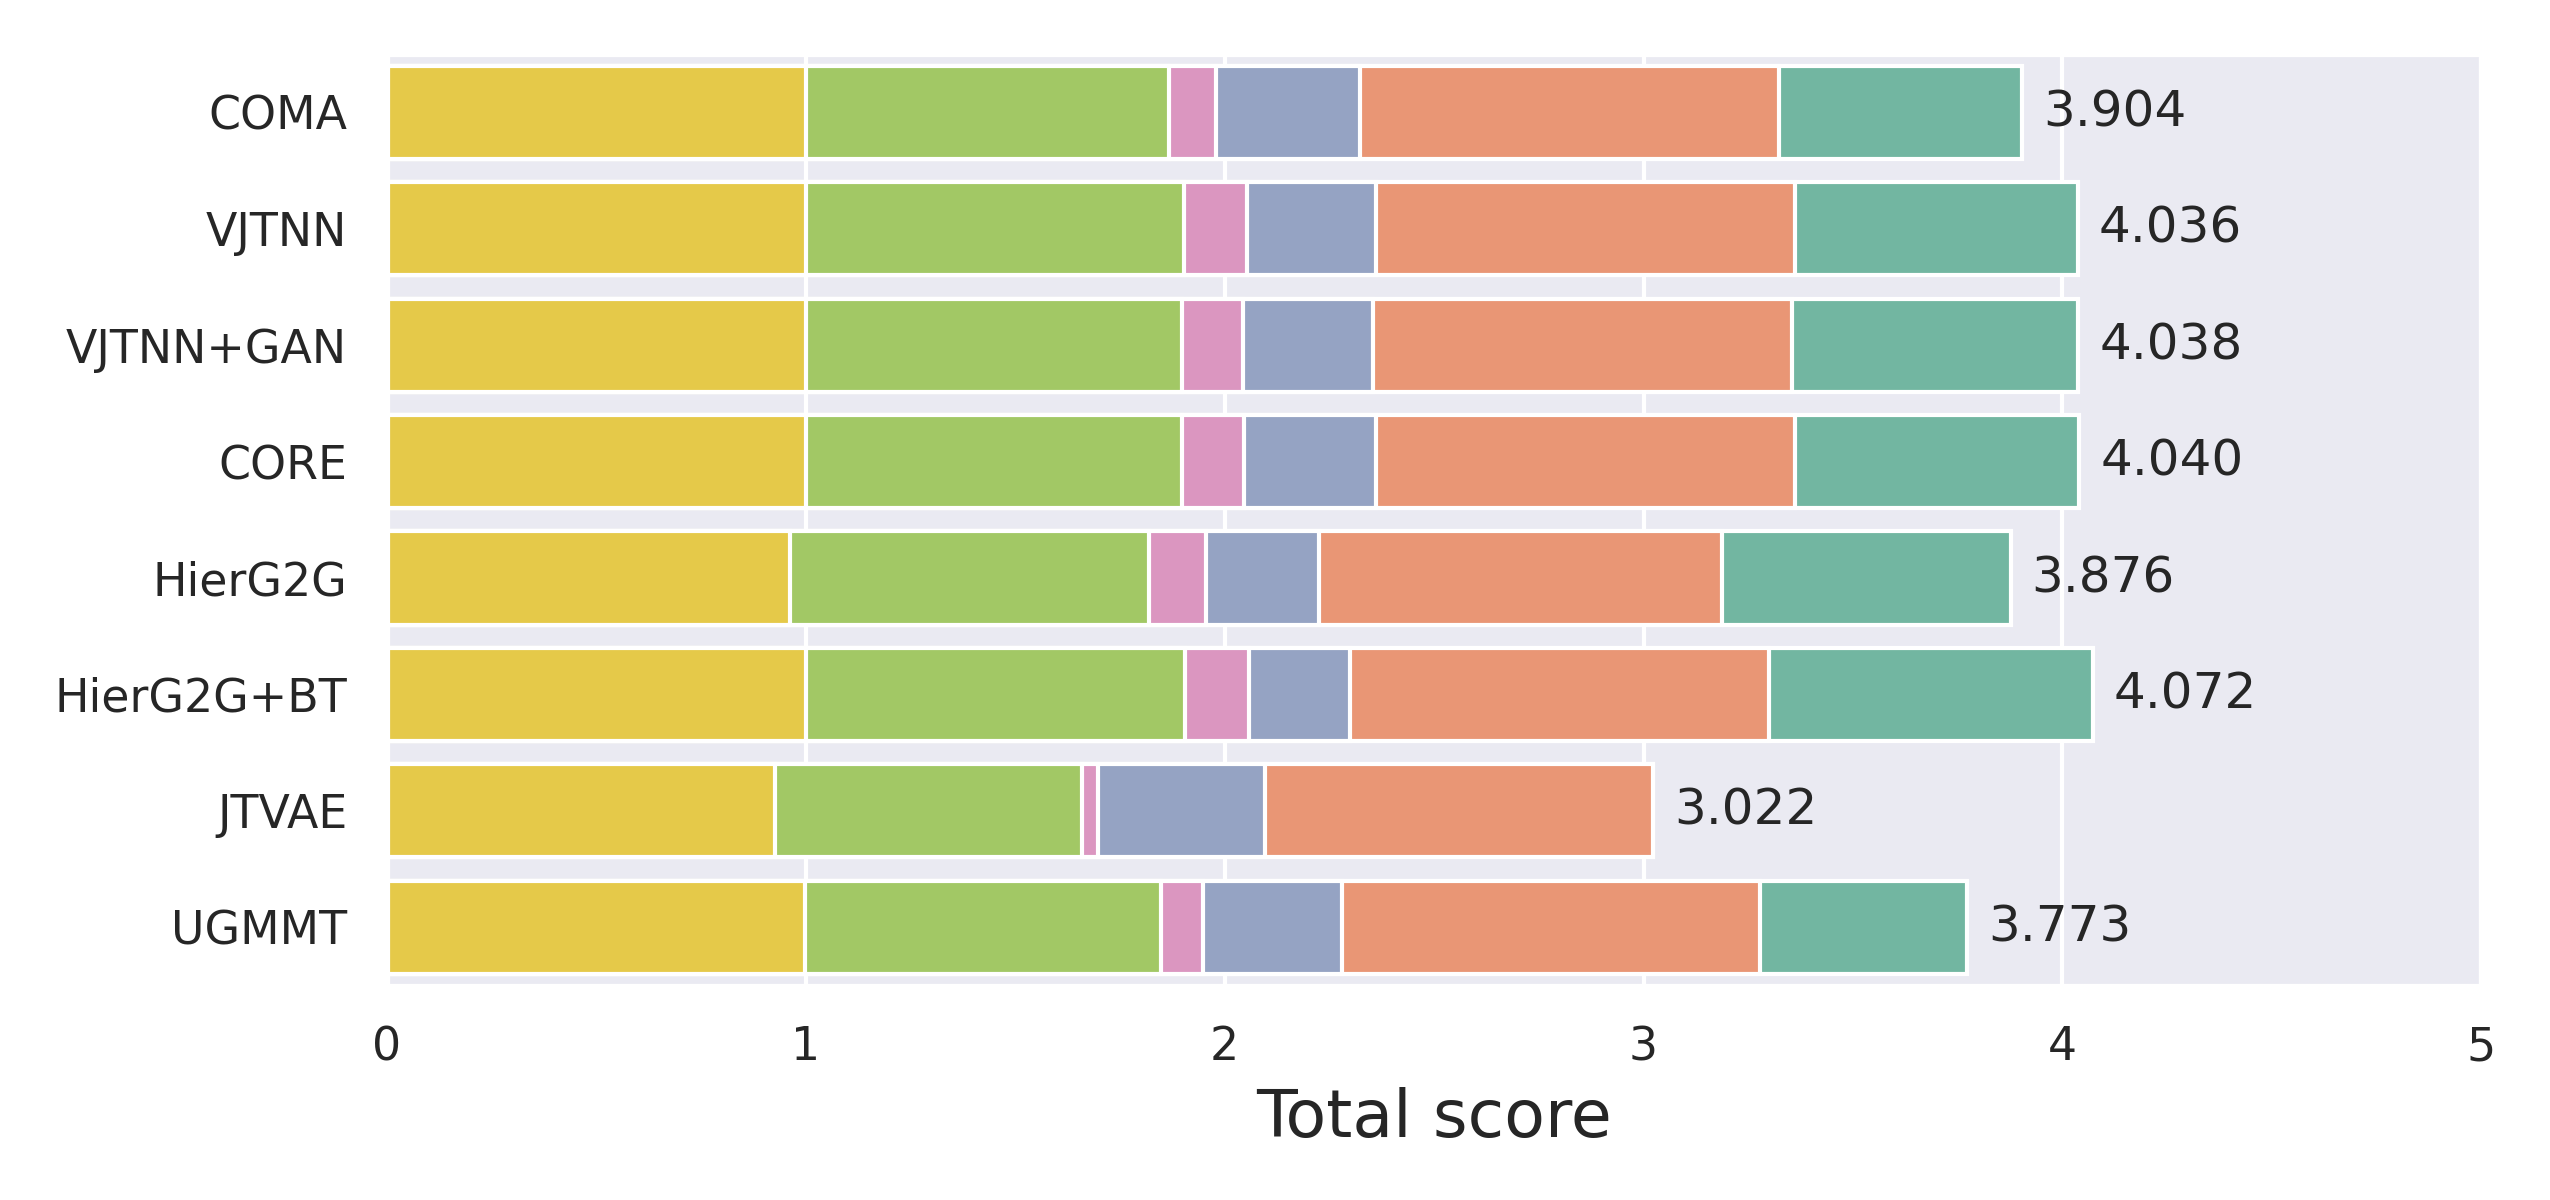 COMA 3.904
VJTNN 4.036
VJTNN+GAN 4.038
CORE 4.040
HierG2G 3.876
HierG2G+BT 4.072
JTVAE 3.022
UGMMT 3.773
0 1 2 3 4 5
Total score